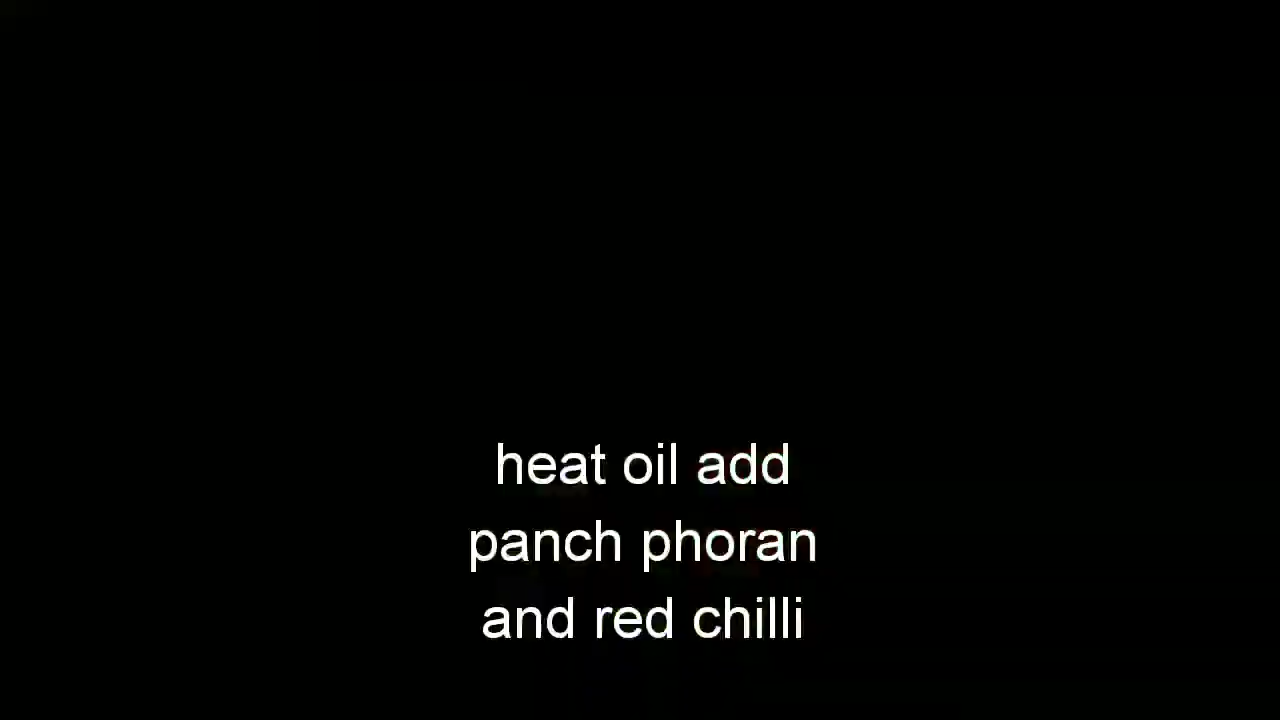 heat oil add
panch phoran
and red chilli